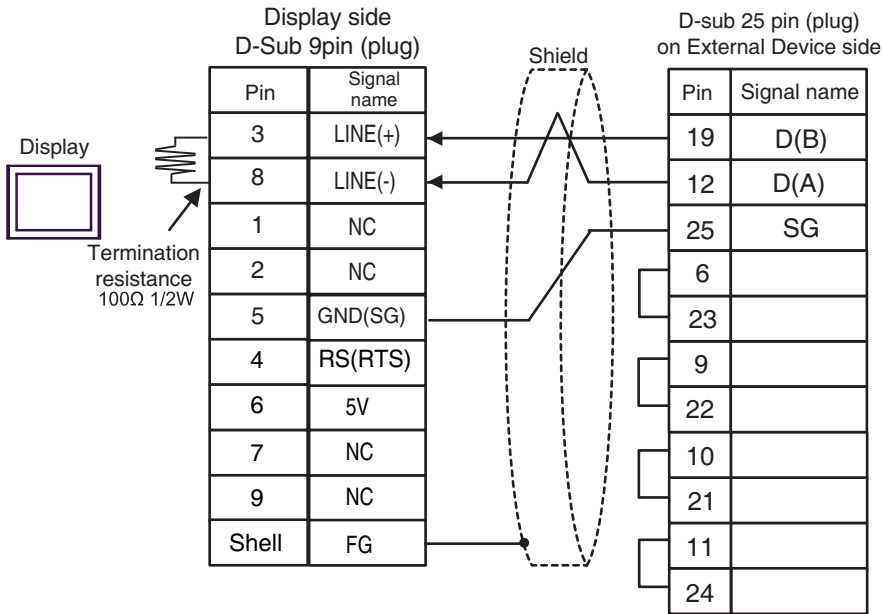 Display side
D-Sub 9pin (plug)
Pin Signal name
3 LINE(+)
8 LINE(-)
1 NC
2 NC
5 GND(SG)
4 RS(RTS)
6 5V
7 NC
9 NC
Shell FG
Display
Termination
resistance
100Ω 1/2W
Shield
D-sub 25 pin (plug)
on External Device side
Pin Signal name
19 D(B)
12 D(A)
25 SG
6
23
9
22
10
21
11
24